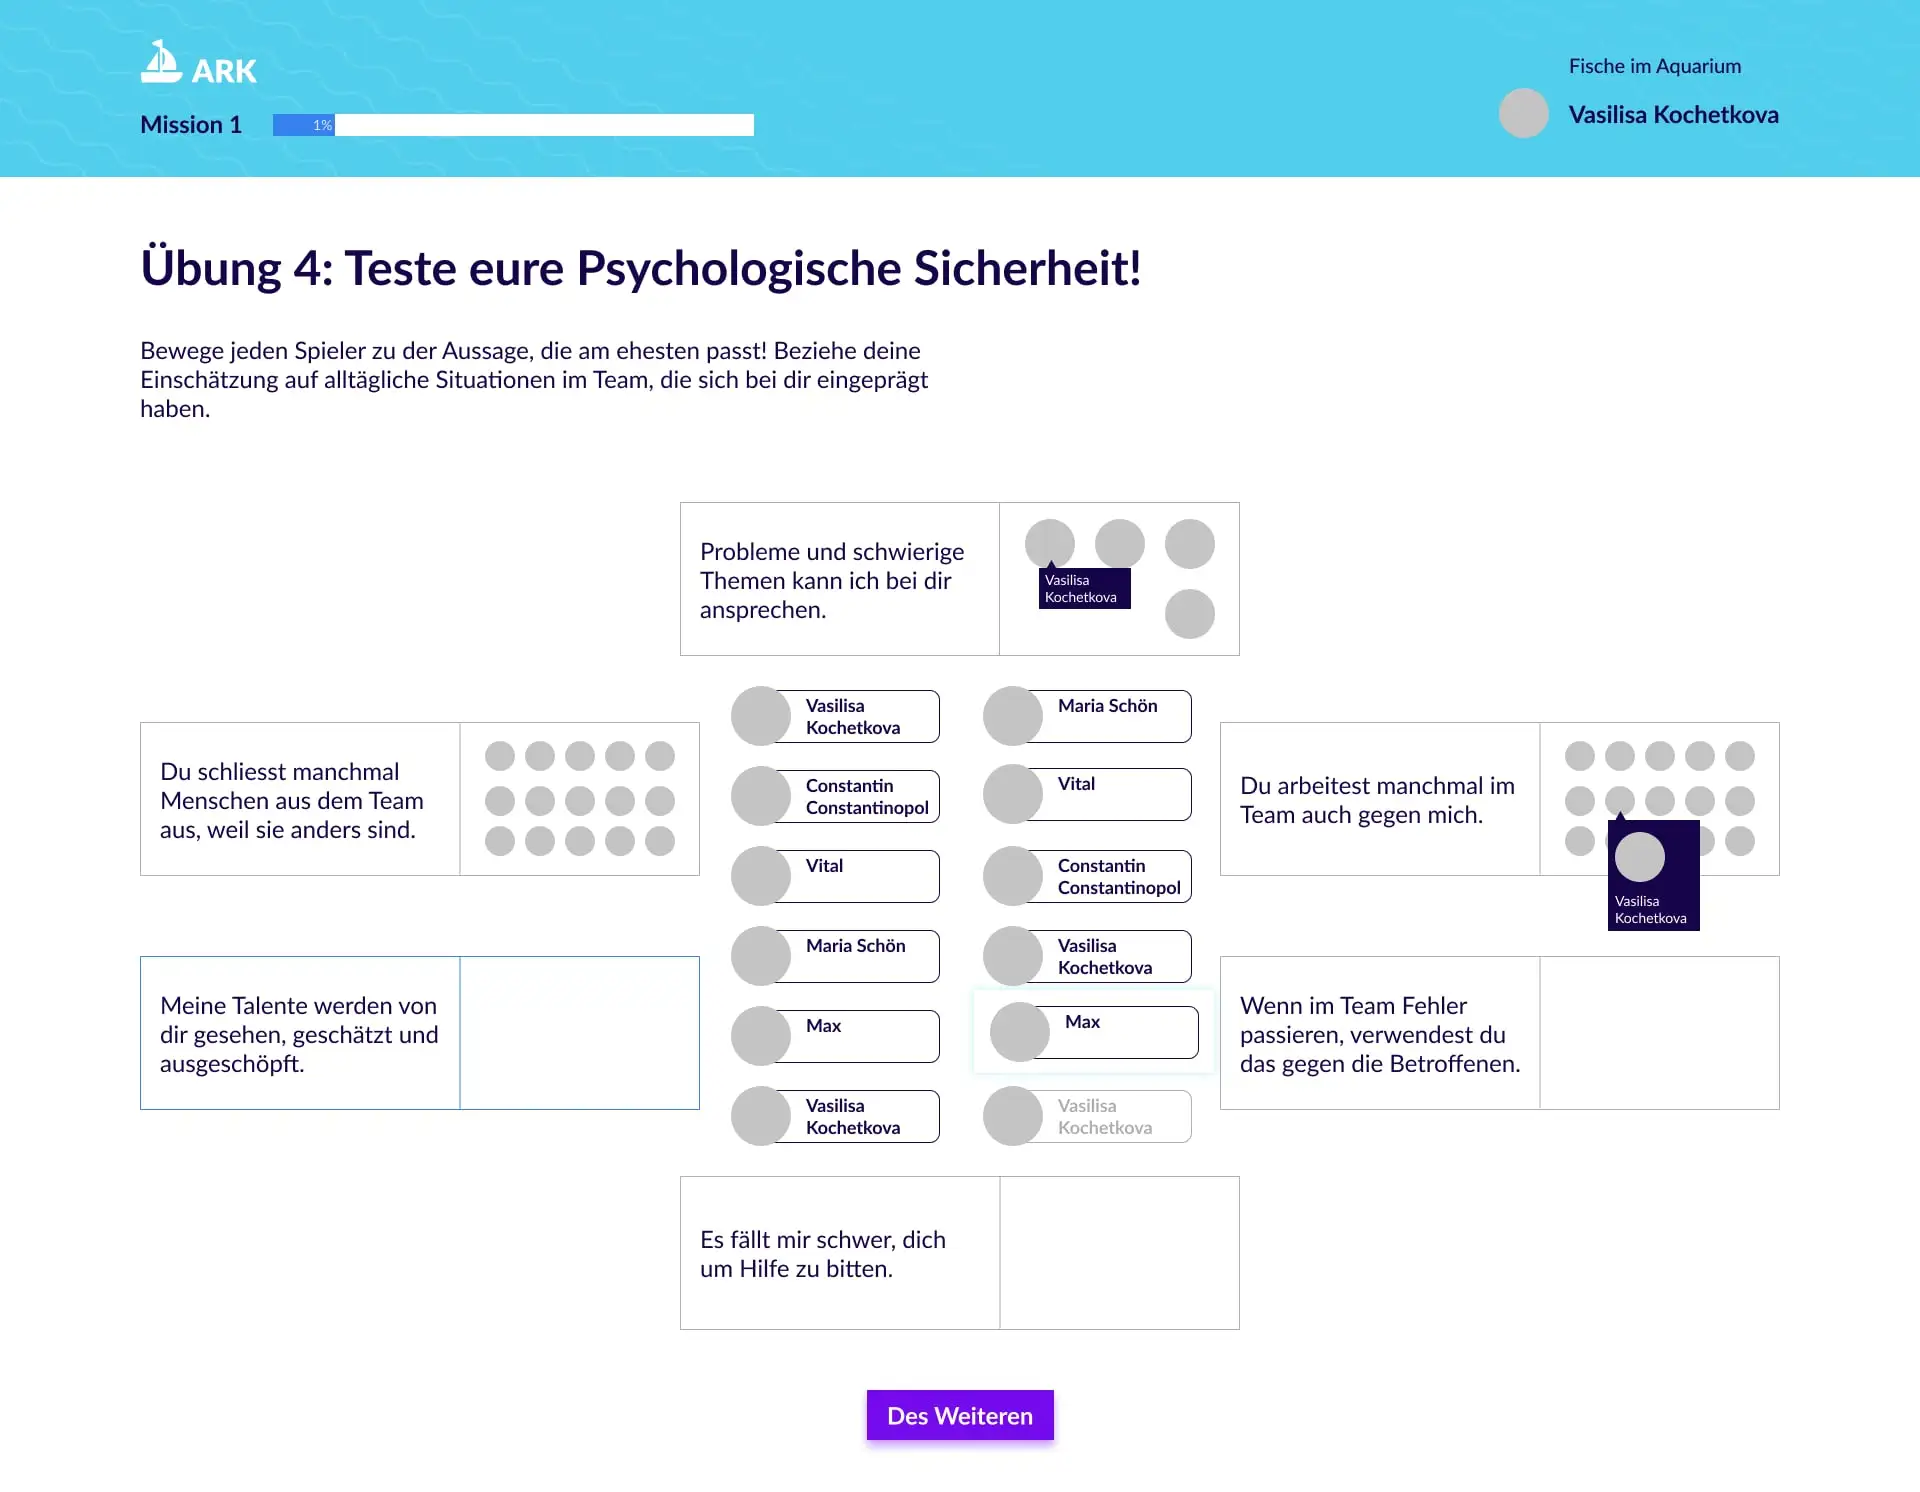 ARK
Mission 1
1%
Fische im Aquarium
Vasilisa Kochetkova
Übung 4: Teste eure Psychologische Sicherheit!
Bewege jeden Spieler zu der Aussage, die am ehesten passt! Beziehe deine
Einschätzung auf alltägliche Situationen im Team, die sich bei dir eingeprägt
haben.
Probleme und schwierige
Themen kann ich bei dir
ansprechen.
Vasilisa
Kochetkova
Du schliesst manchmal
Menschen aus dem Team
aus, weil sie anders sind.
Meine Talente werden von
dir gesehen, geschätzt und
ausgeschöpft.
Vasilisa
Kochetkova
Constantin
Constantinopol
Vital
Maria Schön
Max
Vasilisa
Kochetkova
Maria Schön
Vital
Constantin
Constantinopol
Vasilisa
Kochetkova
Max
Vasilisa
Kochetkova
Du arbeitest manchmal im
Team auch gegen mich.
Vasilisa
Kochetkova
Wenn im Team Fehler
passieren, verwendest du
das gegen die Betroffenen.
Es fällt mir schwer, dich
um Hilfe zu bitten.
Des Weiteren